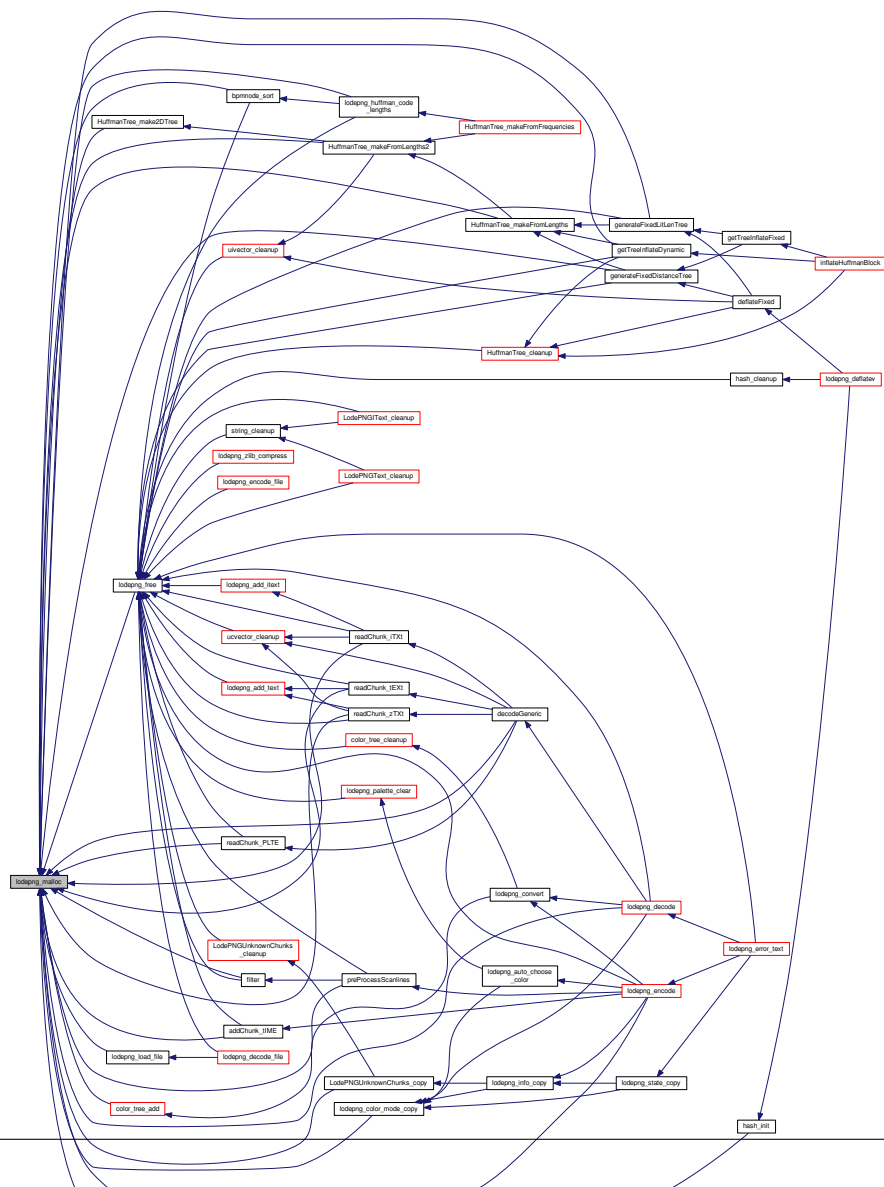 bpmnode_sort
lodepng_huffman_code
_lengths
HuffmanTree_make2DTree
HuffmanTree_makeFromFrequencies
HuffmanTree_makeFromLengths2
HuffmanTree_makeFromLengths
generateFixedLitLenTree
getTreeInflateFixed
uivector_cleanup
getTreeInflateDynamic
inflateHuffmanBlock
generateFixedDistanceTree
deflateFixed
HuffmanTree_cleanup
hash_cleanup
lodepng_deflatev
LodePNGIText_cleanup
string_cleanup
lodepng_zlib_compress
LodePNGText_cleanup
lodepng_encode_file
lodepng_free
lodepng_add_itext
ucvector_cleanup
readChunk_iTXt
lodepng_add_text
readChunk_tEXt
readChunk_zTXt
decodeGeneric
color_tree_cleanup
lodepng_palette_clear
readChunk_PLTE
lodepng_malloc
lodepng_convert
lodepng_decode
LodePNGUnknownChunks
_cleanup
lodepng_error_text
filter
preProcessScanlines
lodepng_auto_choose
_color
lodepng_encode
addChunk_tIME
lodepng_load_file
lodepng_decode_file
LodePNGUnknownChunks_copy
lodepng_info_copy
lodepng_state_copy
color_tree_add
lodepng_color_mode_copy
hash_init